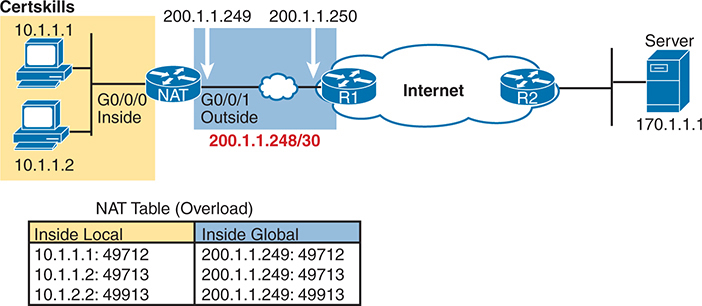 Certskills
10.1.1.1
200.1.1.249
200.1.1.250
Server
G0/0/0
Inside
NAT
G0/0/1
Outside
R1
Internet
R2
10.1.1.2
200.1.1.248/30
170.1.1.1
NAT Table (Overload)
Inside Local Inside Global
10.1.1.1: 49712 200.1.1.249: 49712
10.1.1.2: 49713 200.1.1.249: 49713
10.1.2.2: 49913 200.1.1.249: 49913